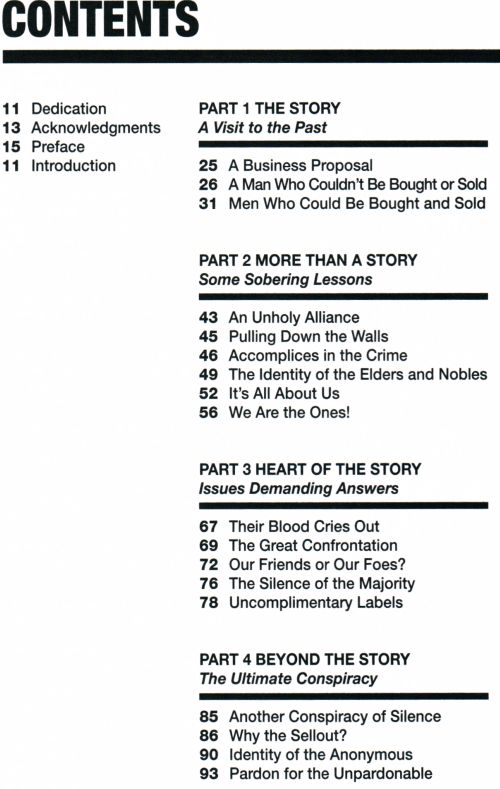 CONTENTS
11 Dedication
13 Acknowledgments
15 Preface
11 Introduction
PART 1 THE STORY
A Visit to the Past
25 A Business Proposal
26 A Man Who Couldn't Be Bought or Sold
31 Men Who Could Be Bought and Sold
PART 2 MORE THAN A STORY
Some Sobering Lessons
43 An Unholy Alliance
45 Pulling Down the Walls
46 Accomplices in the Crime
49 The Identity of the Elders and Nobles
52 It's All About Us
56 We Are the Ones!
PART 3 HEART OF THE STORY
Issues Demanding Answers
67 Their Blood Cries Out
69 The Great Confrontation
72 Our Friends or Our Foes?
76 The Silence of the Majority
78 Uncomplimentary Labels
PART 4 BEYOND THE STORY
The Ultimate Conspiracy
85 Another Conspiracy of Silence
86 Why the Sellout?
90 Identity of the Anonymous
93 Pardon for the Unpardonable